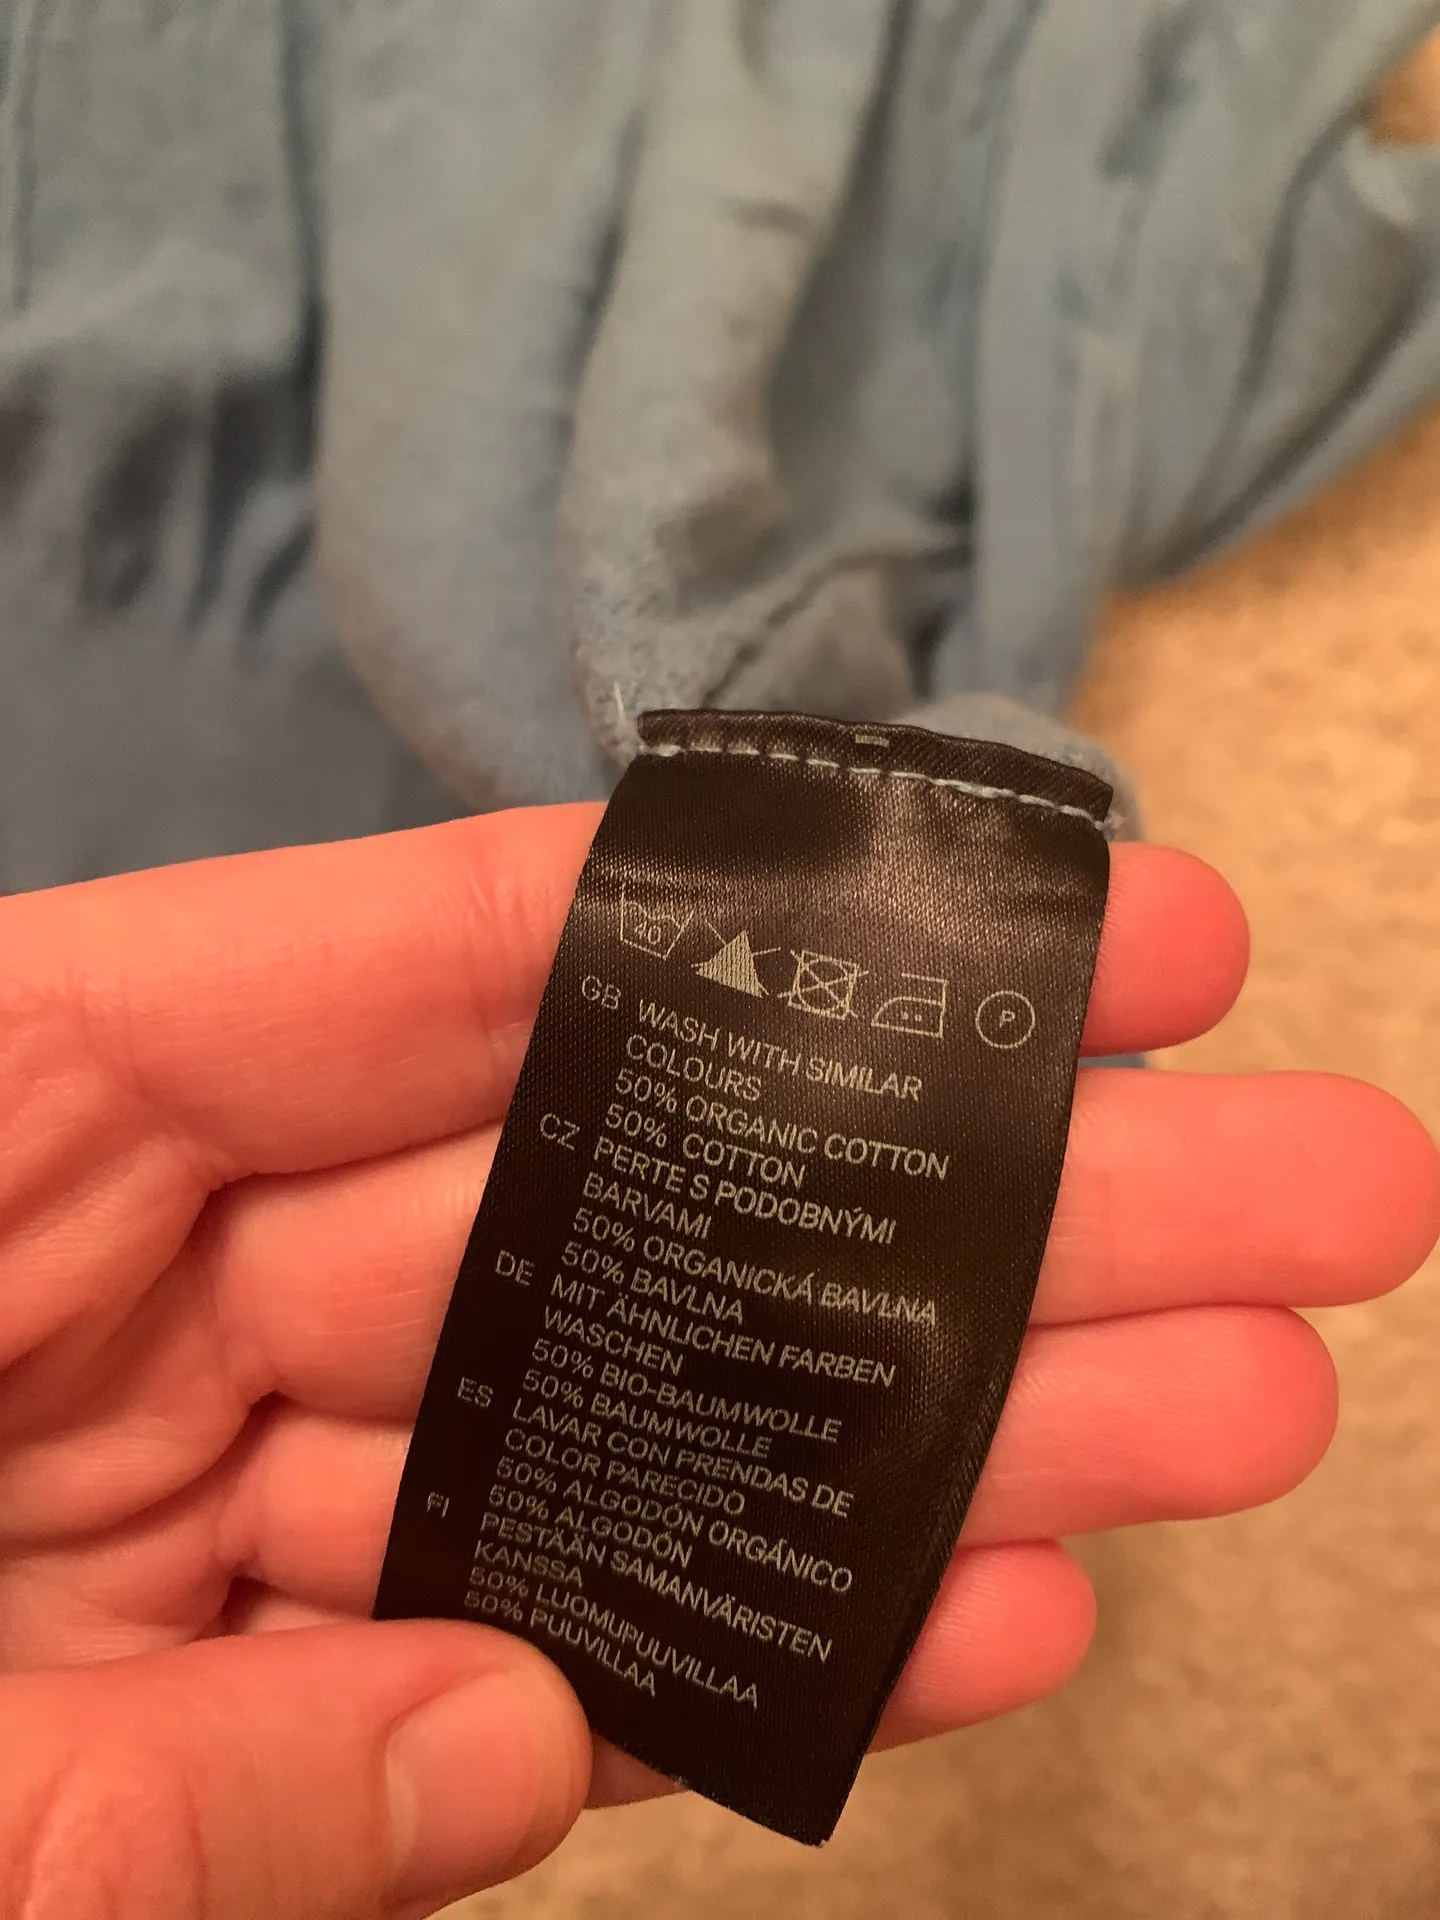 40
P
GB WASH WITH SIMILAR
COLOURS
50% ORGANIC COTTON
50% COTTON
CZ PERTE S PODOBNÝMI
BARVAMI
50% ORGANICKÁ BAVLNA
50% BAVLNA
DE MIT ÄHNLICHEN FARBEN
WASCHEN
50% BIO-BAUMWOLLE
50% BAUMWOLLE
ES LAVAR CON PRENDAS DE
COLOR PARECIDO
50% ALGODÓN ORGÁNICO
50% ALGODÓN
FI PESTÄÄN SAMANVÄRISTEN
KANSSA
50% LUOMUPUUVILLAA
50% PUUVILLAA